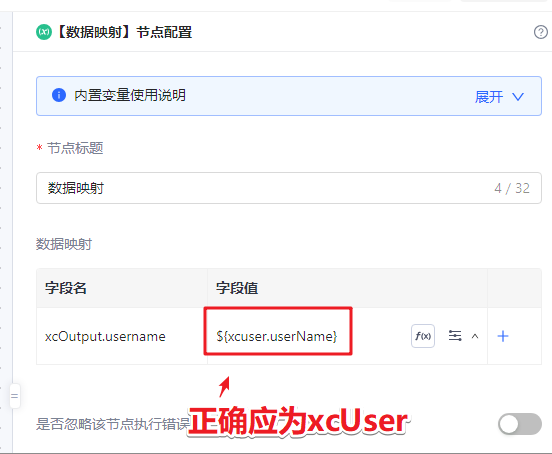 【数据映射】节点配置
内置变量使用说明 展开
* 节点标题
数据映射 4 / 32
数据映射
字段名 字段值
xcOutput.username ${xcuser.userName} f(x) +
正确应为xcUser
是否忽略该节点执行错误